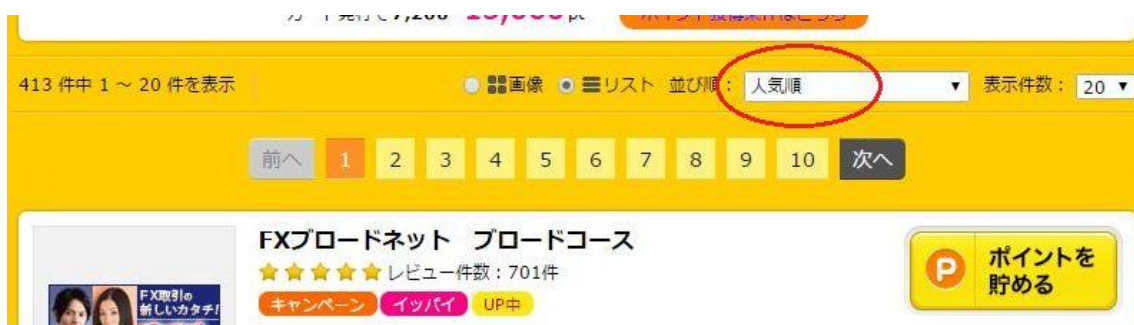 413 件中 1 ~ 20 件を表示
画像 リスト 並び順： 人気順 表示件数： 20
前へ 1 2 3 4 5 6 7 8 9 10 次へ
FXブロードネット ブロードコース
レビュー件数：701件
キャンペーン イッパイ UP中
ポイントを
貯める
FX取引の
新しいカタチ!